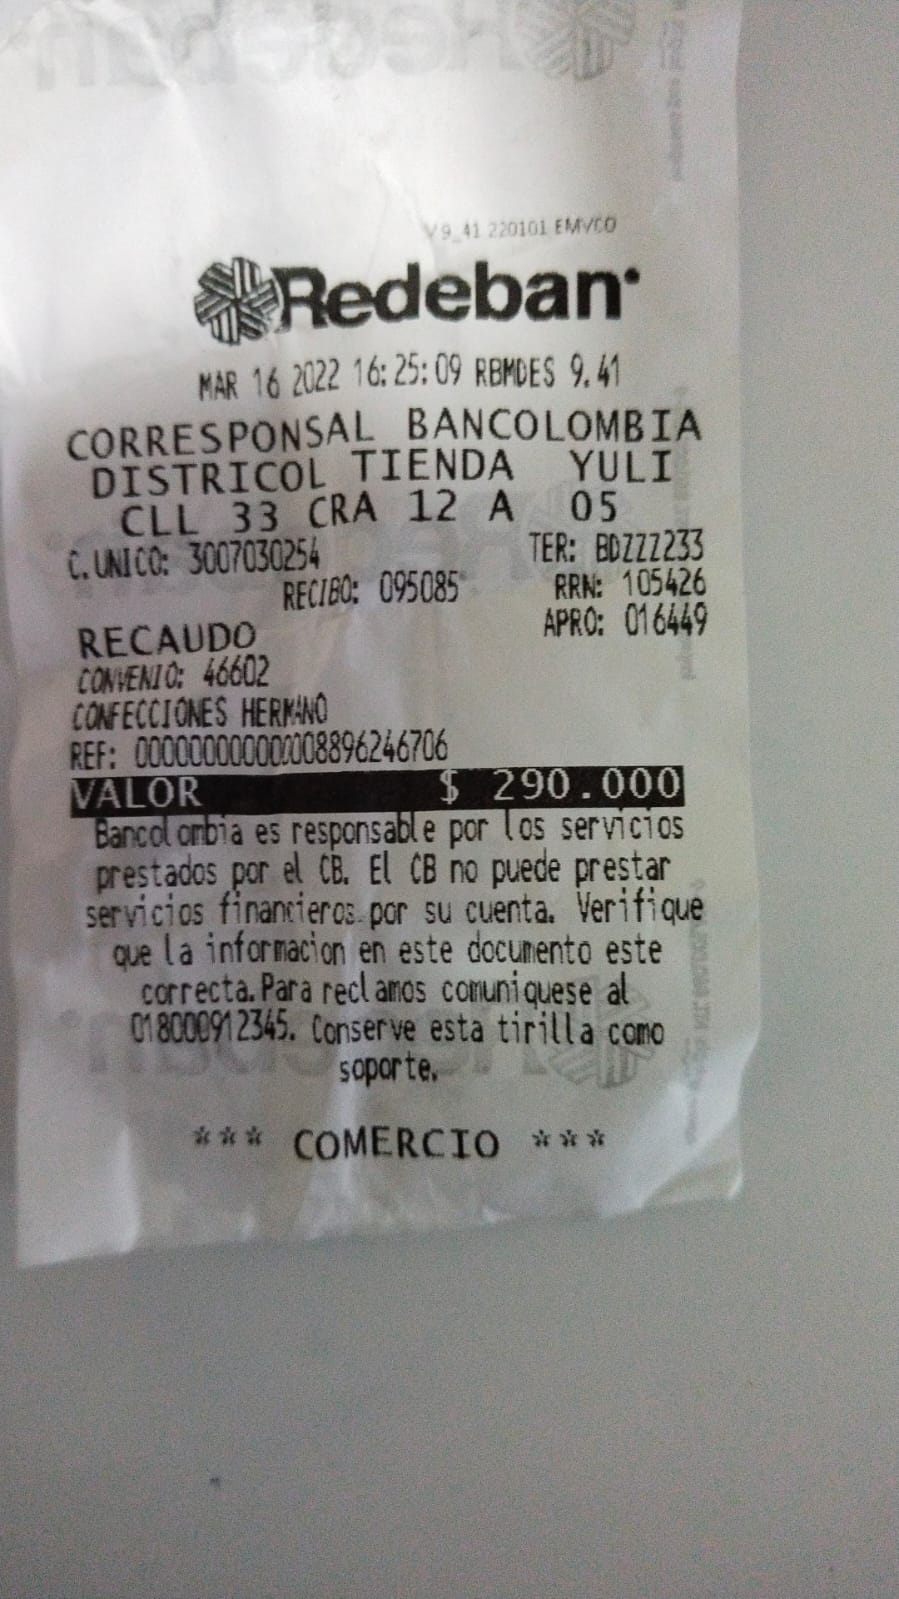 V9_41 220101 EMVCO
Redeban
MAR 16 2022 16:25:09 RBMDES 9.41
CORRESPONSAL BANCOLOMBIA
DISTRICOL TIENDA YULI
CLL 33 CRA 12 A 05
C.UNICO: 3007030254 TER: BDZZZ233
RECIBO: 095085 RRN: 105426
RECAUDO APRO: 016449
CONVENIO: 46602
CONFECCIONES HERMANO
REF: 00000000000008896246706
VALOR $ 290.000
Bancolombia es responsable por los servicios
prestados por el CB. El CB no puede prestar
servicios financieros por su cuenta. Verifique
que la informacion en este documento este
correcta.Para reclamos comuniquese al
018000912345. Conserve esta tirilla como
soporte.
*** COMERCIO ***